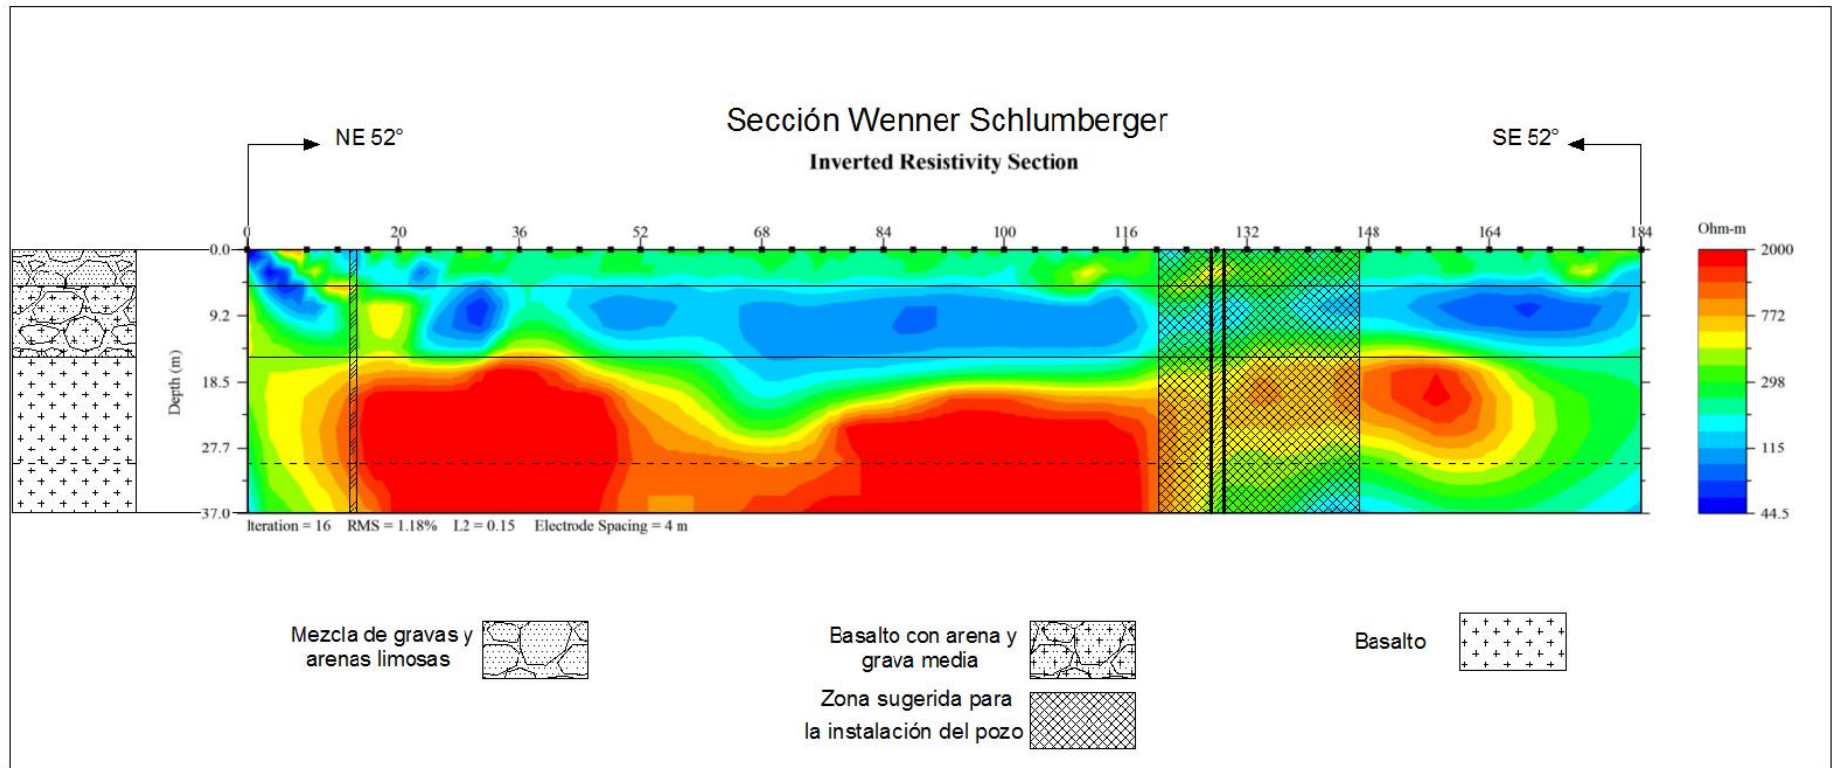 Sección Wenner Schlumberger
NE 52°
SE 52°
Inverted Resistivity Section
0 20 36 52 68 84 100 116 132 148 164 184
Ohm-m
0.0
9.2
18.5
27.7
37.0
Depth (m)
2000
772
298
115
44.5
Iteration = 16 RMS = 1.18% L2 = 0.15 Electrode Spacing = 4 m
Mezcla de gravas y
arenas limosas
Basalto con arena y
grava media
Basalto
Zona sugerida para
la instalación del pozo